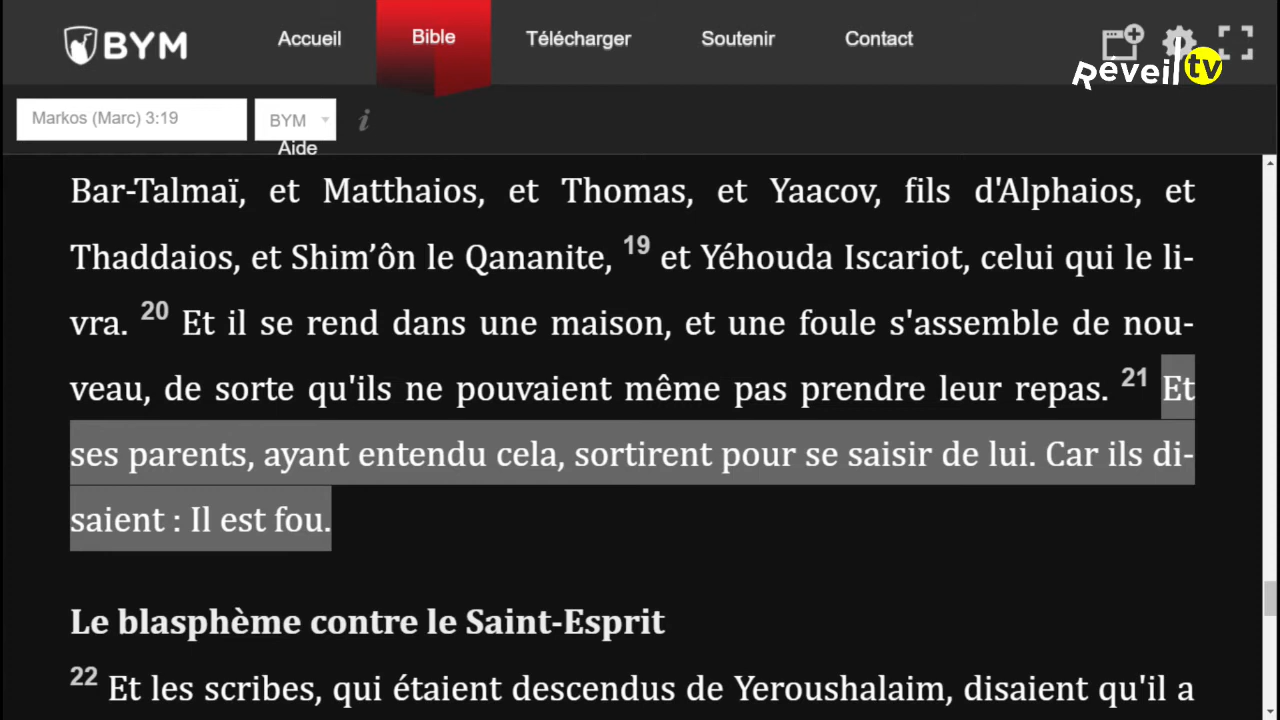 BYM
Accueil
Bible
Télécharger
Soutenir
Contact
Réveil tv
Markos (Marc) 3:19
BYM
i
Aide
Bar-Talmaï, et Matthaios, et Thomas, et Yaacov, fils d'Alphaios, et
Thaddaios, et Shim’ôn le Qananite, 19 et Yéhouda Iscariot, celui qui le li-
vra. 20 Et il se rend dans une maison, et une foule s'assemble de nou-
veau, de sorte qu'ils ne pouvaient même pas prendre leur repas. 21 Et
ses parents, ayant entendu cela, sortirent pour se saisir de lui. Car ils di-
saient : Il est fou.
Le blasphème contre le Saint-Esprit
22 Et les scribes, qui étaient descendus de Yeroushalaim, disaient qu'il a